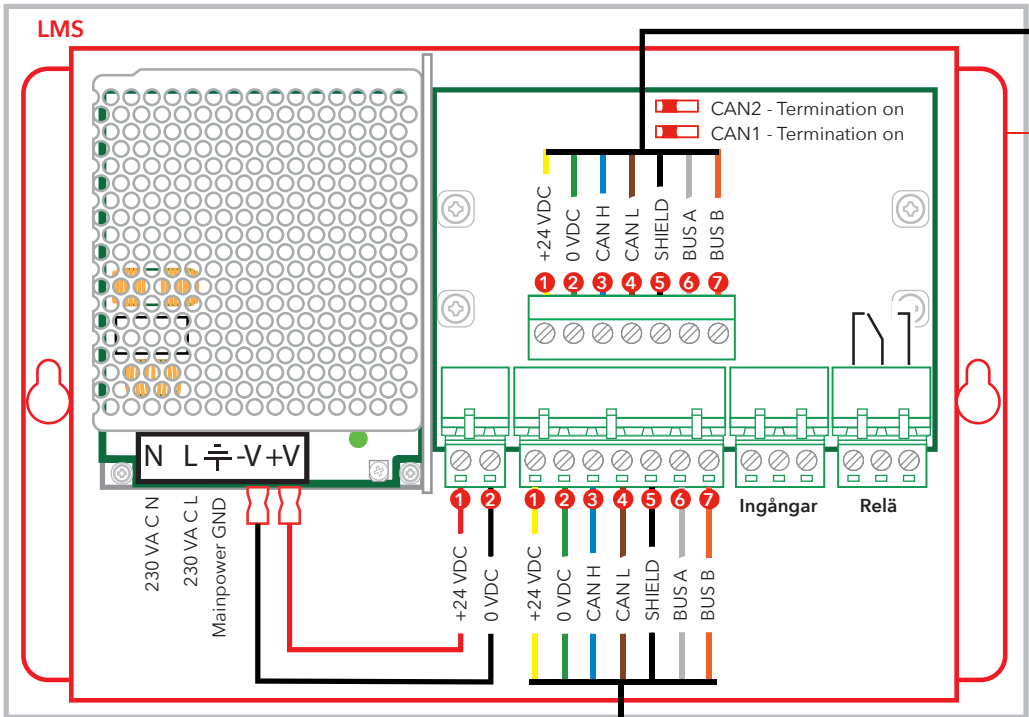 LMS
CAN2 - Termination on
CAN1 - Termination on
+24 VDC
0 VDC
CAN H
CAN L
SHIELD
BUS A
BUS B
1 2 3 4 5 6 7
N L -V +V
1 2
1 2 3 4 5 6 7
Ingångar
Relä
230 VAC N
230 VAC L
Mainpower GND
+24 VDC
0 VDC
+24 VDC
0 VDC
CAN H
CAN L
SHIELD
BUS A
BUS B